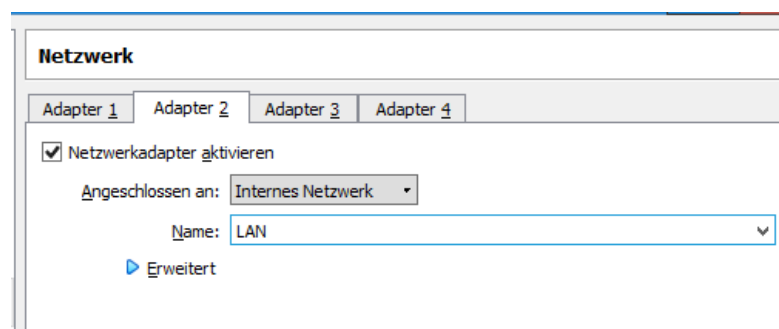 Netzwerk
Adapter 1 Adapter 2 Adapter 3 Adapter 4
Netzwerkadapter aktivieren
Angeschlossen an: Internes Netzwerk
Name: LAN
Erweitert